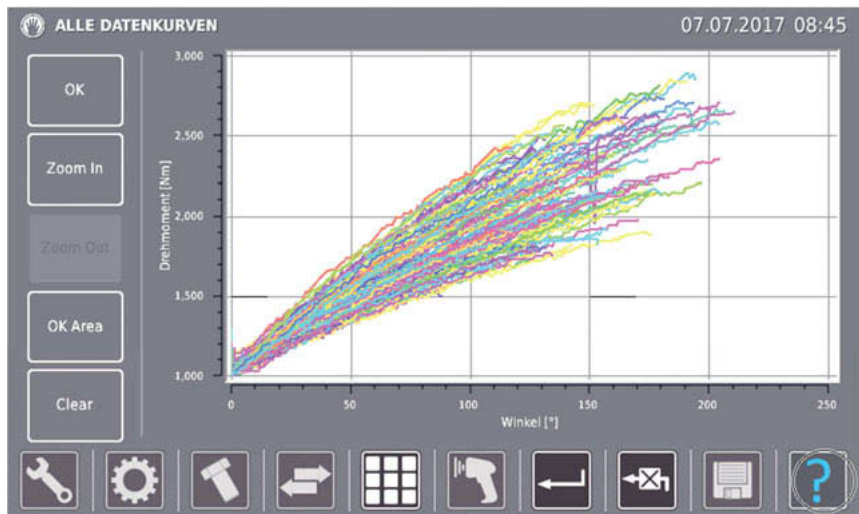 ALLE DATENKURVEN
07.07.2017 08:45
OK
Zoom In
Zoom Out
OK Area
Clear
Drehmoment [Nm]
3,000
2,500
2,000
1,500
1,000
0 50 100 150 200 250
Winkel [°]
?